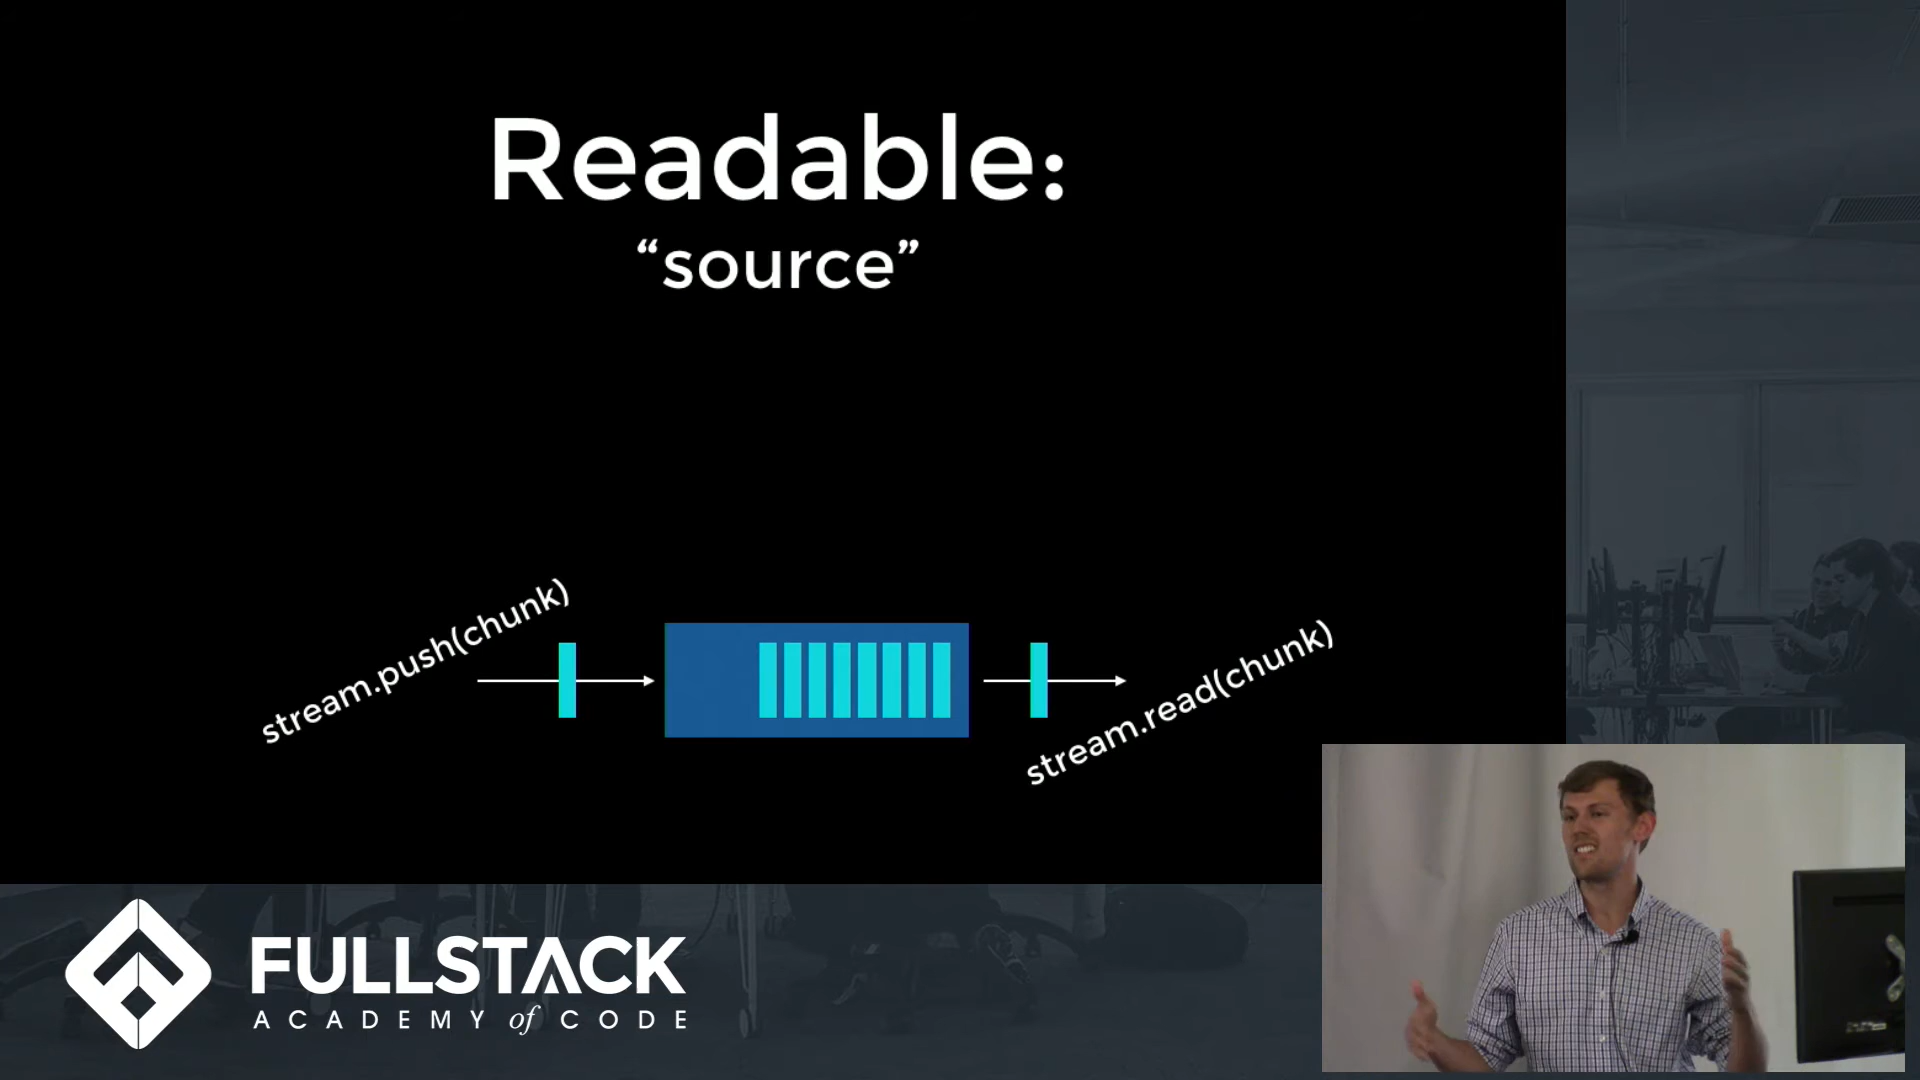 Readable:
“source”
stream.push(chunk)
stream.read(chunk)
FULLSTACK
ACADEMY of CODE